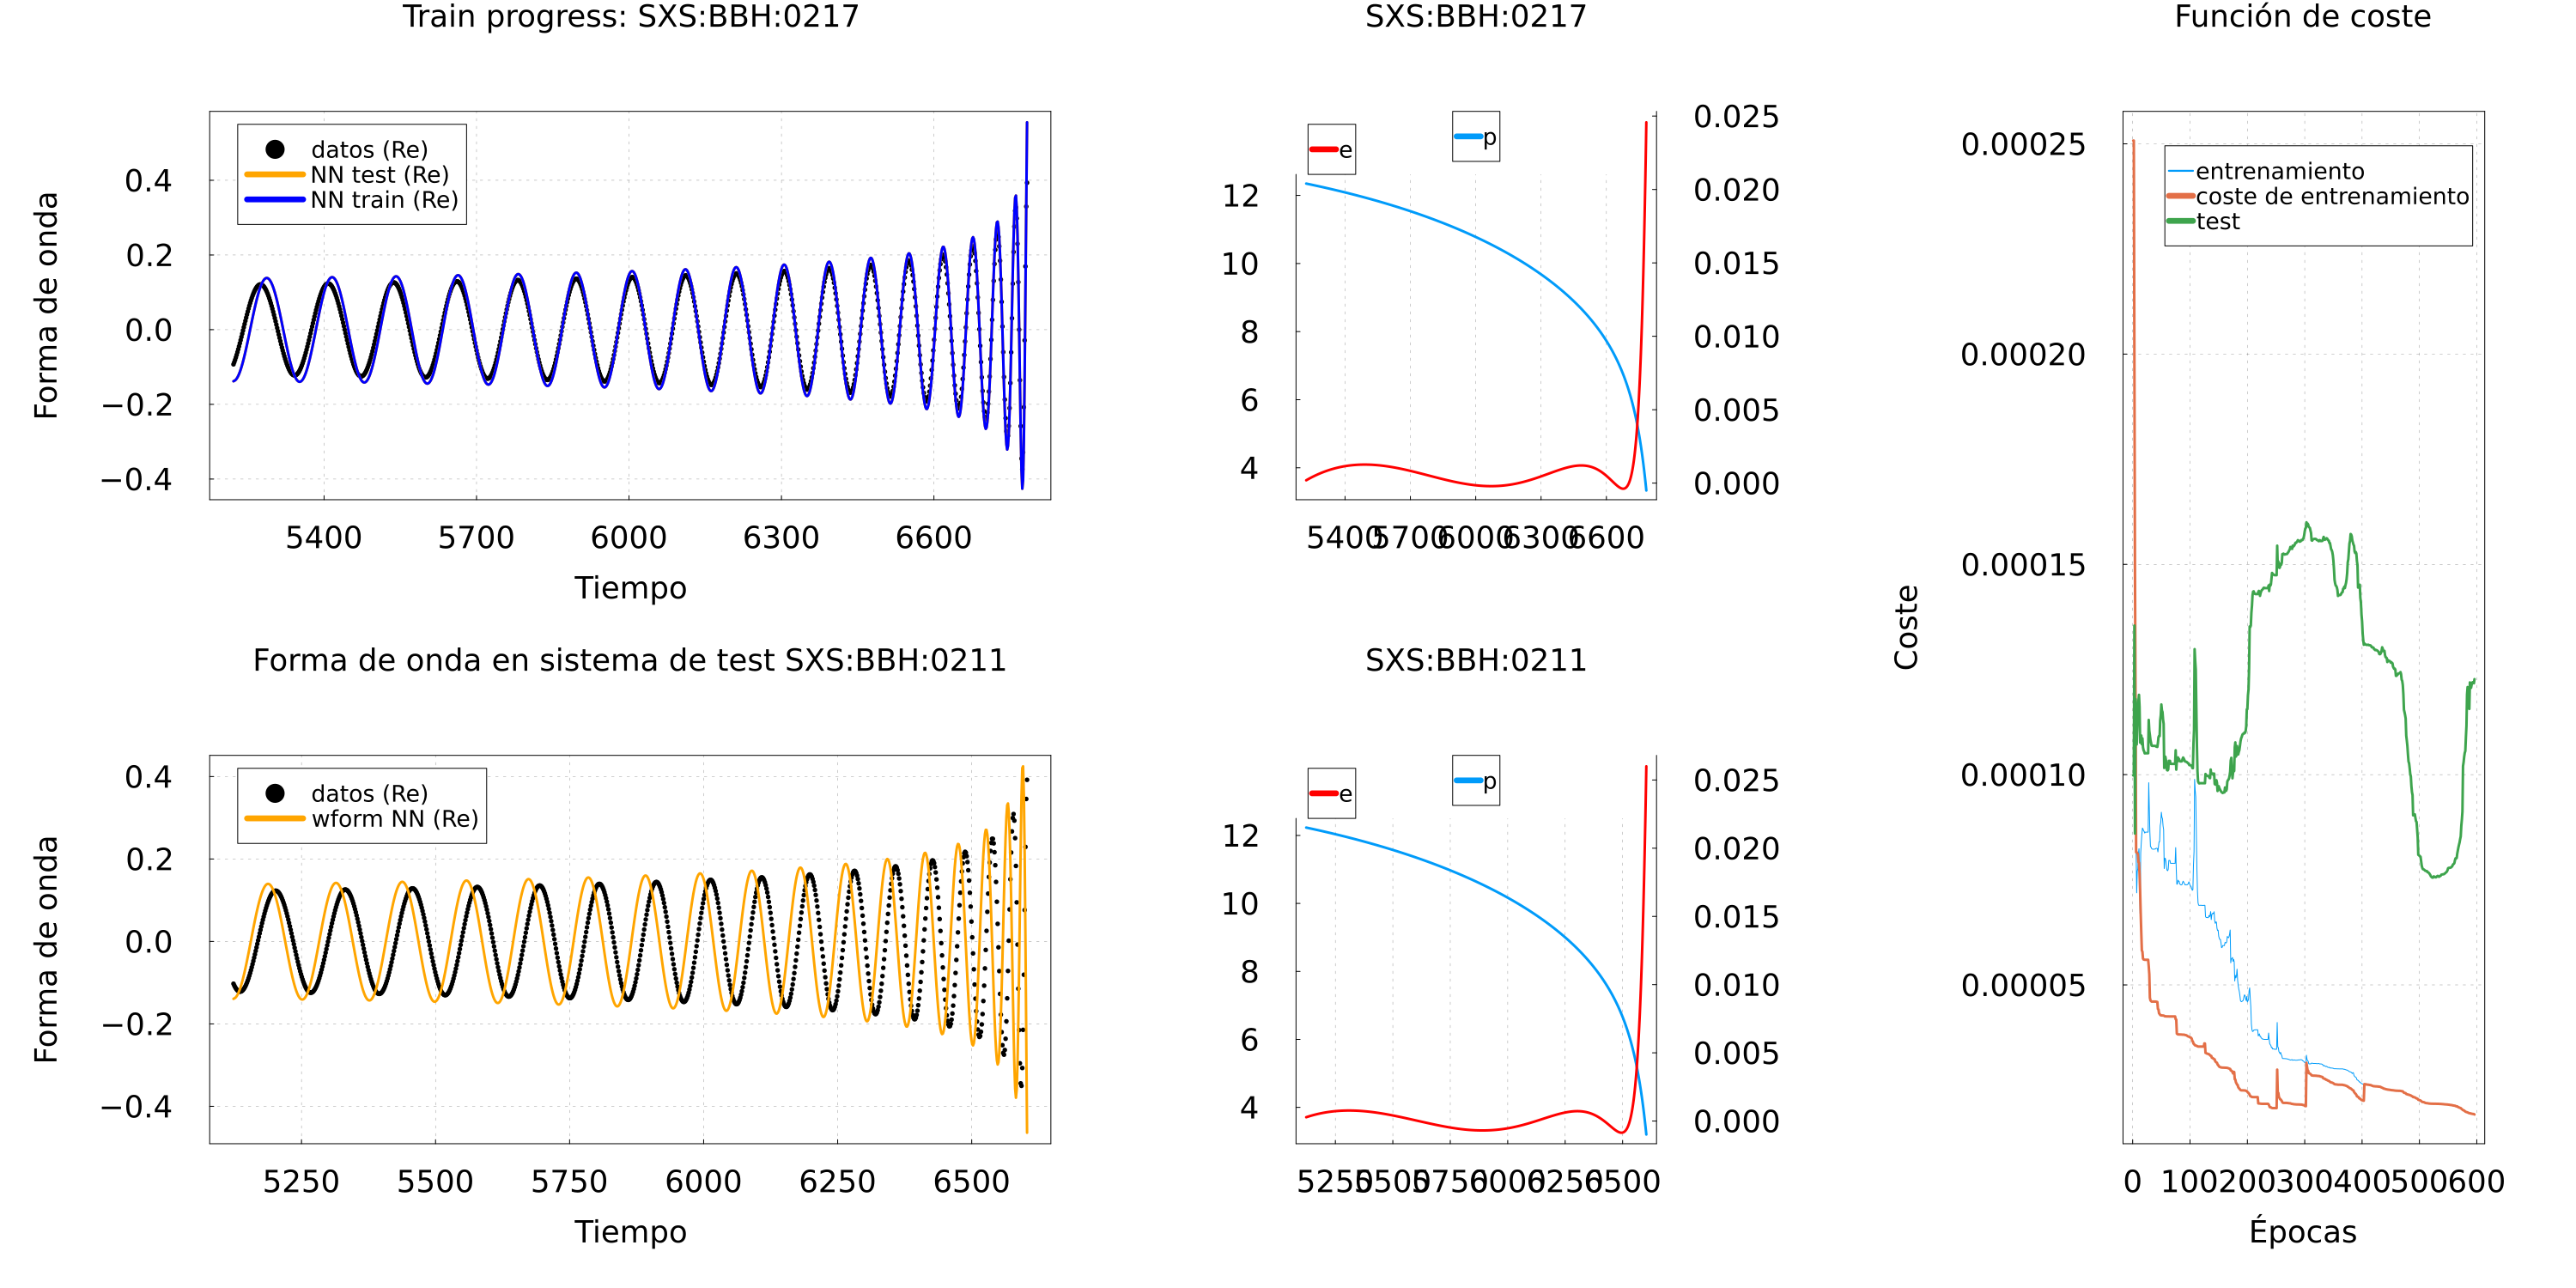 Train progress: SXS:BBH:0217
datos (Re)
NN test (Re)
NN train (Re)
0.4
0.2
0.0
−0.2
−0.4
Forma de onda
5400
5700
6000
6300
6600
Tiempo
SXS:BBH:0217
e
p
12
10
8
6
4
0.025
0.020
0.015
0.010
0.005
0.000
5400
5700
6000
6300
6600
Forma de onda en sistema de test SXS:BBH:0211
datos (Re)
wform NN (Re)
0.4
0.2
0.0
−0.2
−0.4
Forma de onda
5250
5500
5750
6000
6250
6500
Tiempo
SXS:BBH:0211
e
p
12
10
8
6
4
0.025
0.020
0.015
0.010
0.005
0.000
5250
5500
5750
6000
6250
6500
Función de coste
entrenamiento
coste de entrenamiento
test
0.00025
0.00020
0.00015
0.00010
0.00005
Coste
0
100
200
300
400
500
600
Épocas